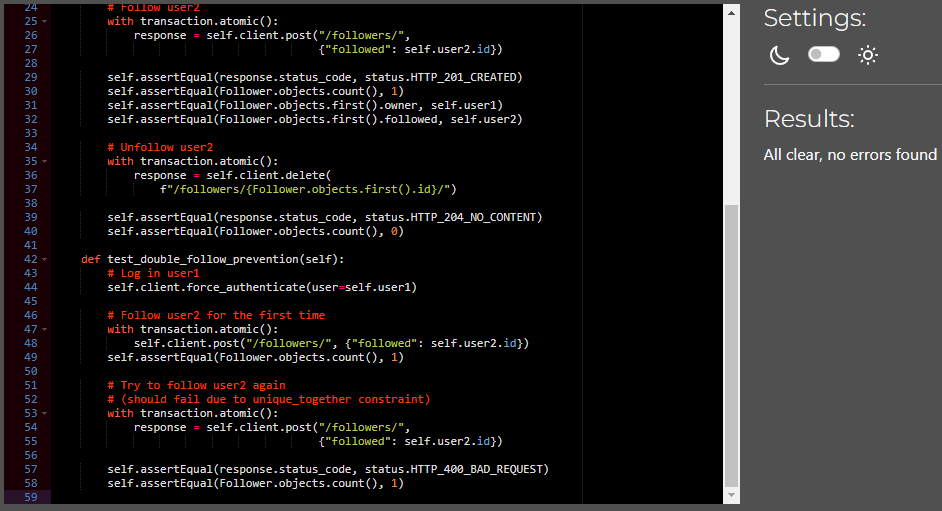 24 # Follow user2
25 with transaction.atomic():
26 response = self.client.post("/followers/",
27 {"followed": self.user2.id})
28
29 self.assertEqual(response.status_code, status.HTTP_201_CREATED)
30 self.assertEqual(Follower.objects.count(), 1)
31 self.assertEqual(Follower.objects.first().owner, self.user1)
32 self.assertEqual(Follower.objects.first().followed, self.user2)
33
34 # Unfollow user2
35 with transaction.atomic():
36 response = self.client.delete(
37 f"/followers/{Follower.objects.first().id}/")
38
39 self.assertEqual(response.status_code, status.HTTP_204_NO_CONTENT)
40 self.assertEqual(Follower.objects.count(), 0)
41
42 def test_double_follow_prevention(self):
43 # Log in user1
44 self.client.force_authenticate(user=self.user1)
45
46 # Follow user2 for the first time
47 with transaction.atomic():
48 self.client.post("/followers/", {"followed": self.user2.id})
49 self.assertEqual(Follower.objects.count(), 1)
50
51 # Try to follow user2 again
52 # (should fail due to unique_together constraint)
53 with transaction.atomic():
54 response = self.client.post("/followers/",
55 {"followed": self.user2.id})
56
57 self.assertEqual(response.status_code, status.HTTP_400_BAD_REQUEST)
58 self.assertEqual(Follower.objects.count(), 1)
59
Settings:
Results:
All clear, no errors found